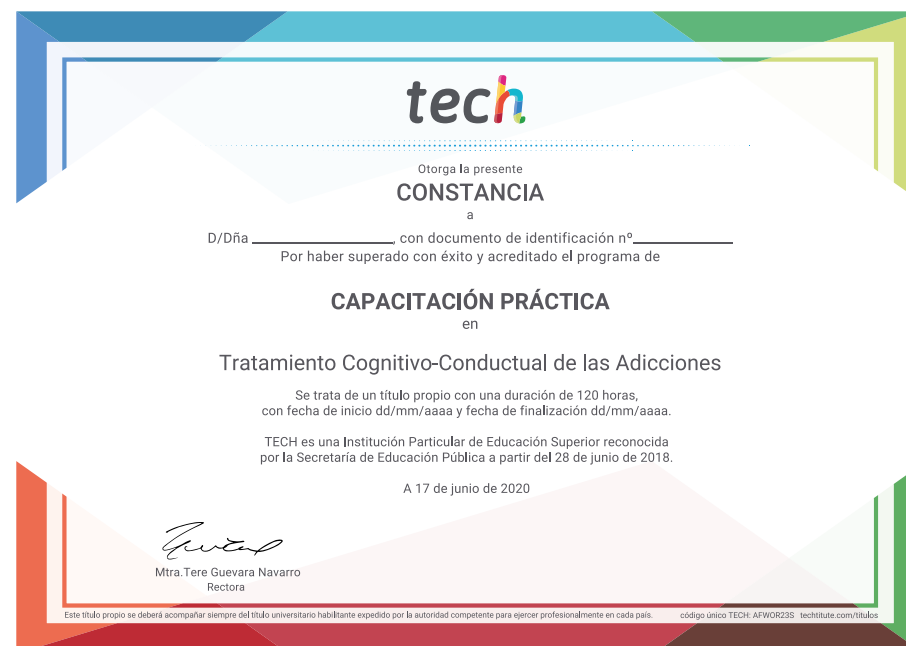 tech
Otorga la presente
CONSTANCIA
a
D/Dña ____________________, con documento de identificación nº______________
Por haber superado con éxito y acreditado el programa de
CAPACITACIÓN PRÁCTICA
en
Tratamiento Cognitivo-Conductual de las Adicciones
Se trata de un título propio con una duración de 120 horas,
con fecha de inicio dd/mm/aaaa y fecha de finalización dd/mm/aaaa.
TECH es una Institución Particular de Educación Superior reconocida
por la Secretaría de Educación Pública a partir del 28 de junio de 2018.
A 17 de junio de 2020
Mtra.Tere Guevara Navarro
Rectora
Este título propio se deberá acompañar siempre del título universitario habilitante expedido por la autoridad competente para ejercer profesionalmente en cada país. código único TECH: AFWOR23S techtitute.com/titulos